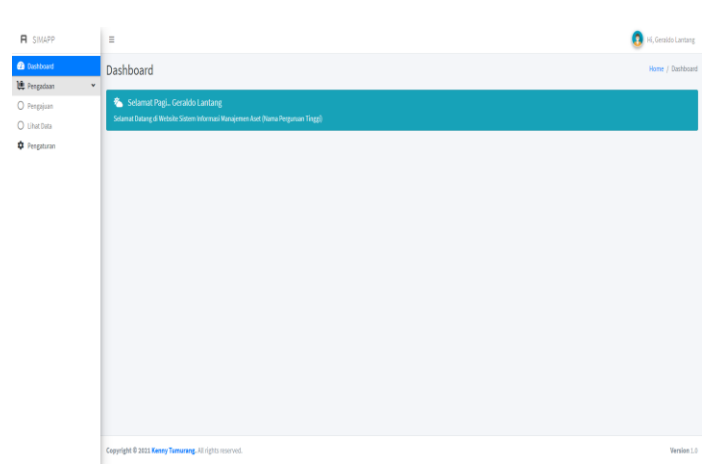 SIMAPP
Hi, Geraldo Lantang
Dashboard
Pengadaan
Pengajuan
Lihat Data
Pengaturan
Dashboard
Home / Dashboard
Selamat Pagi.. Geraldo Lantang
Selamat Datang di Website Sistem Informasi Manajemen Aset (Nama Perguruan Tinggi)
Copyright © 2021 Kenny Tumurang. All rights reserved.
Version 1.0